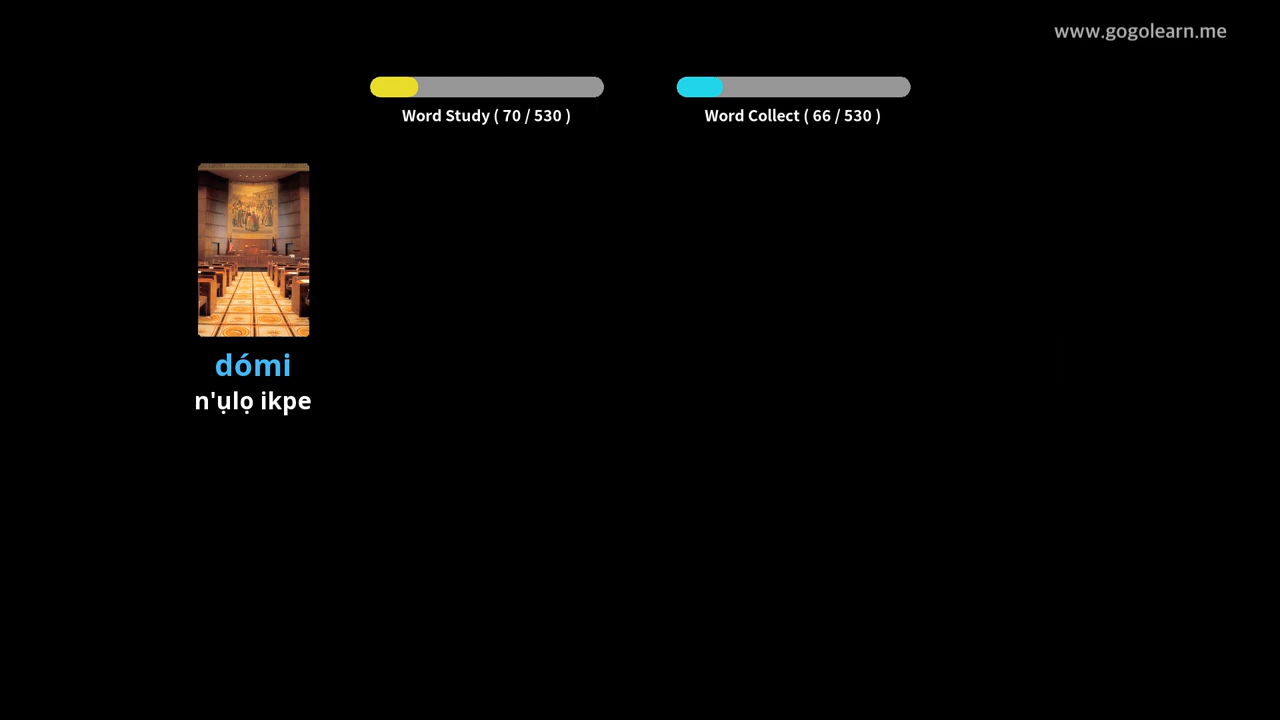 www.gogolearn.me
Word Study ( 70 / 530 )
Word Collect ( 66 / 530 )
dómi
n'ụlọ ikpe